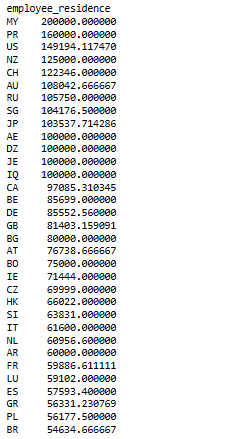 employee_residence
MY 200000.000000
PR 160000.000000
US 149194.117470
NZ 125000.000000
CH 122346.000000
AU 108042.666667
RU 105750.000000
SG 104176.500000
JP 103537.714286
AE 100000.000000
DZ 100000.000000
JE 100000.000000
IQ 100000.000000
CA 97085.310345
BE 85699.000000
DE 85552.560000
GB 81403.159091
BG 80000.000000
AT 76738.666667
BO 75000.000000
IE 71444.000000
CZ 69999.000000
HK 66022.000000
SI 63831.000000
IT 61600.000000
NL 60956.600000
AR 60000.000000
FR 59886.611111
LU 59102.000000
ES 57593.400000
GR 56331.230769
PL 56177.500000
BR 54634.666667